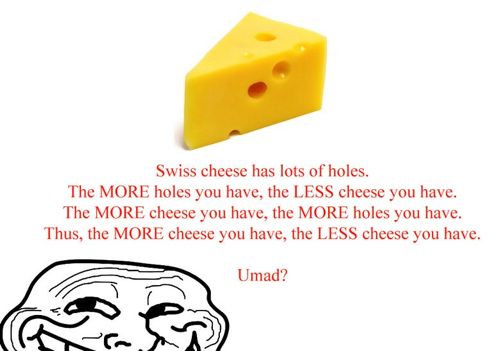 Swiss cheese has lots of holes.
The MORE holes you have, the LESS cheese you have.
The MORE cheese you have, the MORE holes you have.
Thus, the MORE cheese you have, the LESS cheese you have.
Umad?